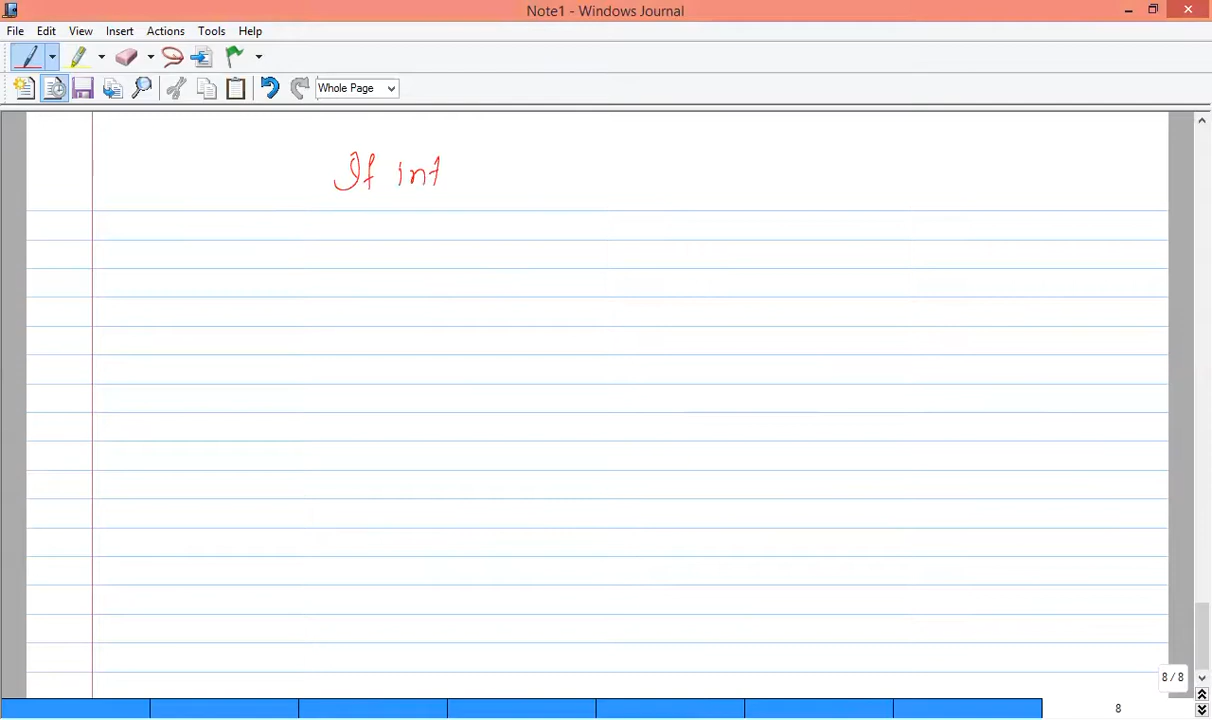 Note1 - Windows Journal
File Edit View Insert Actions Tools Help
Whole Page
If int
8 / 8
8